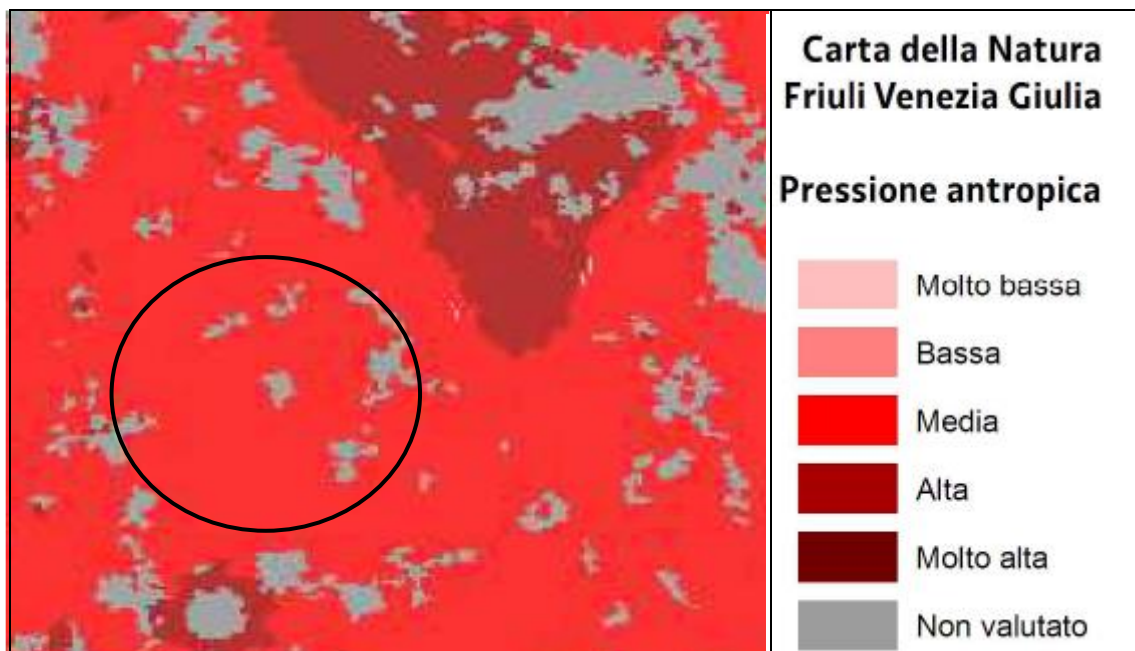 Carta della Natura
Friuli Venezia Giulia
Pressione antropica
Molto bassa
Bassa
Media
Alta
Molto alta
Non valutato